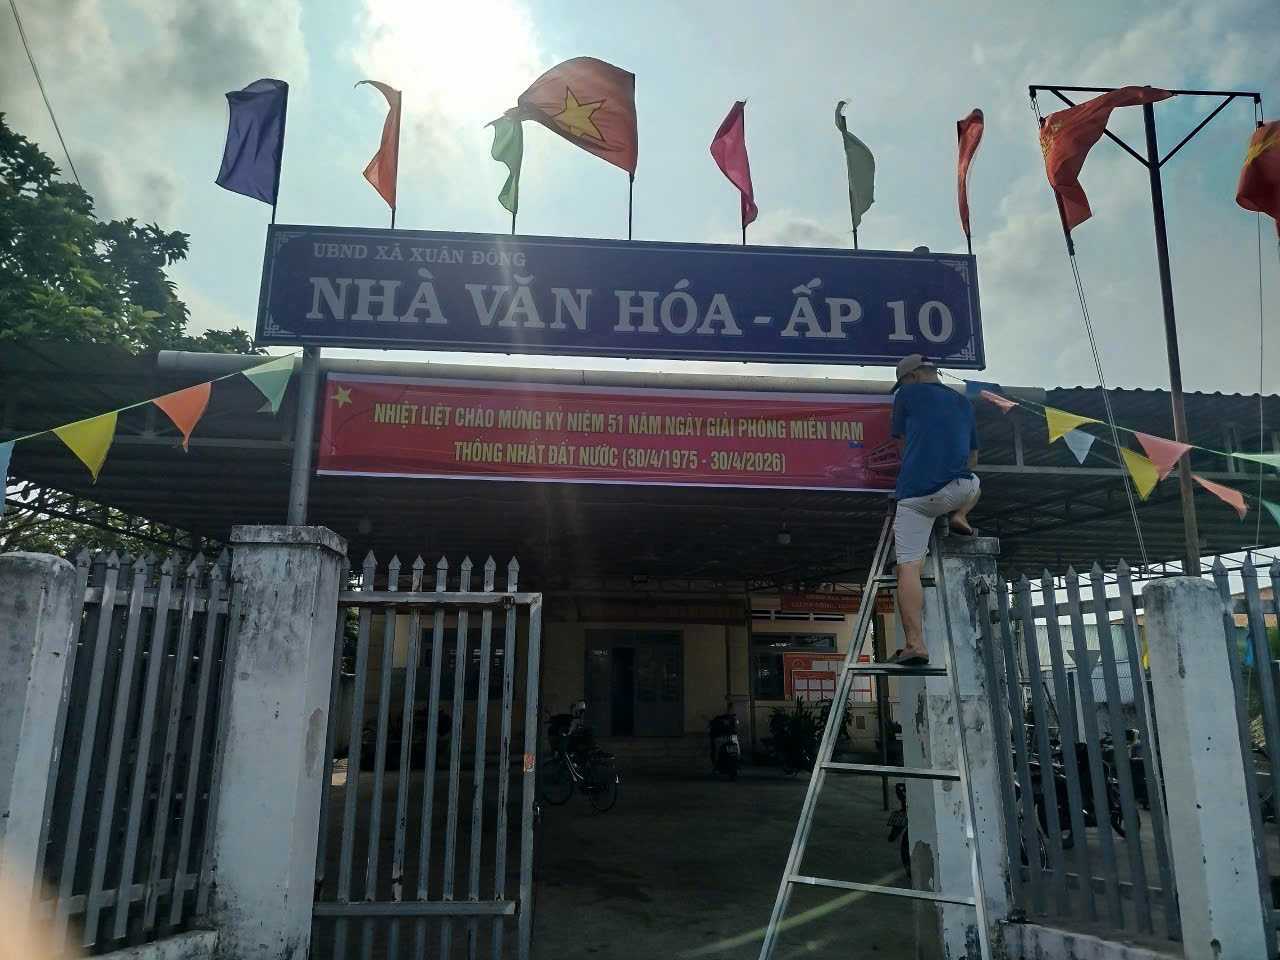 UBND XÃ XUÂN ĐÔNG
NHÀ VĂN HÓA - ẤP 10
NHIỆT LIỆT CHÀO MỪNG KỶ NIỆM 51 NĂM NGÀY GIẢI PHÓNG MIỀN NAM
THỐNG NHẤT ĐẤT NƯỚC (30/4/1975 - 30/4/2026)